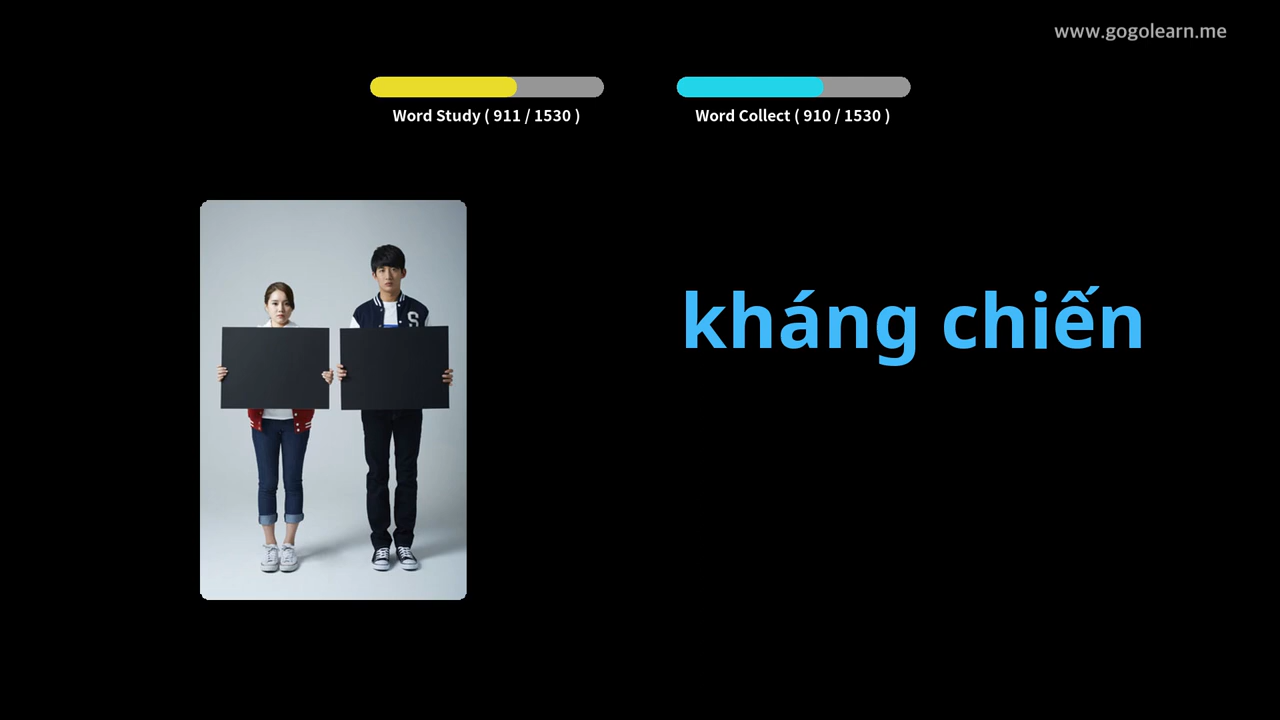 www.gogolearn.me
Word Study ( 911 / 1530 )
Word Collect ( 910 / 1530 )
S
kháng chiến